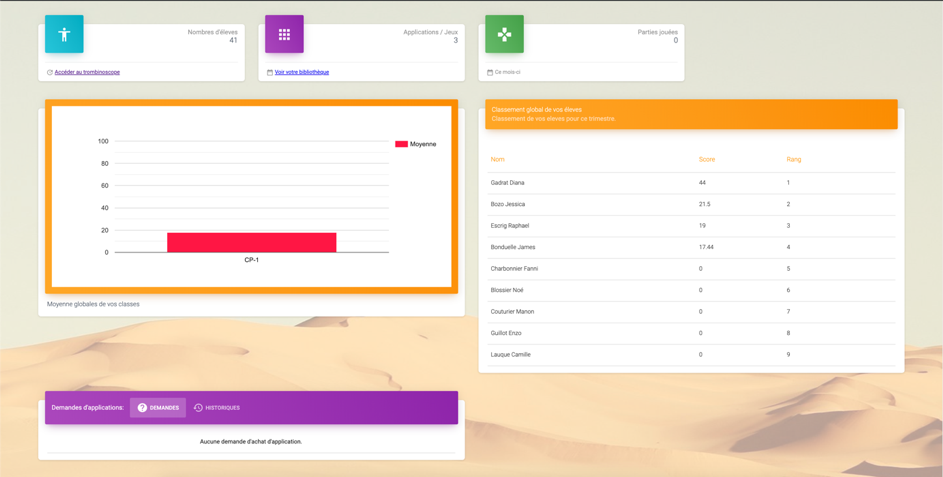 Nombres d'élèves
41
Accéder au trombinoscope
Applications / Jeux
3
Voir votre bibliothèque
Parties jouées
0
Ce mois-ci
100
80
60
40
20
0
Moyenne
CP-1
Moyenne globales de vos classes
Classement global de vos élèves
Classement de vos élèves pour ce trimestre.
Nom Score Rang
Gadrat Diana 44 1
Bozo Jessica 21.5 2
Escrig Raphael 19 3
Bonduelle James 17.44 4
Charbonnier Fanni 0 5
Blossier Noé 0 6
Couturier Manon 0 7
Guillot Enzo 0 8
Lauque Camille 0 9
Demandes d'applications: DEMANDES HISTORIQUES
Aucune demande d'achat d'application.